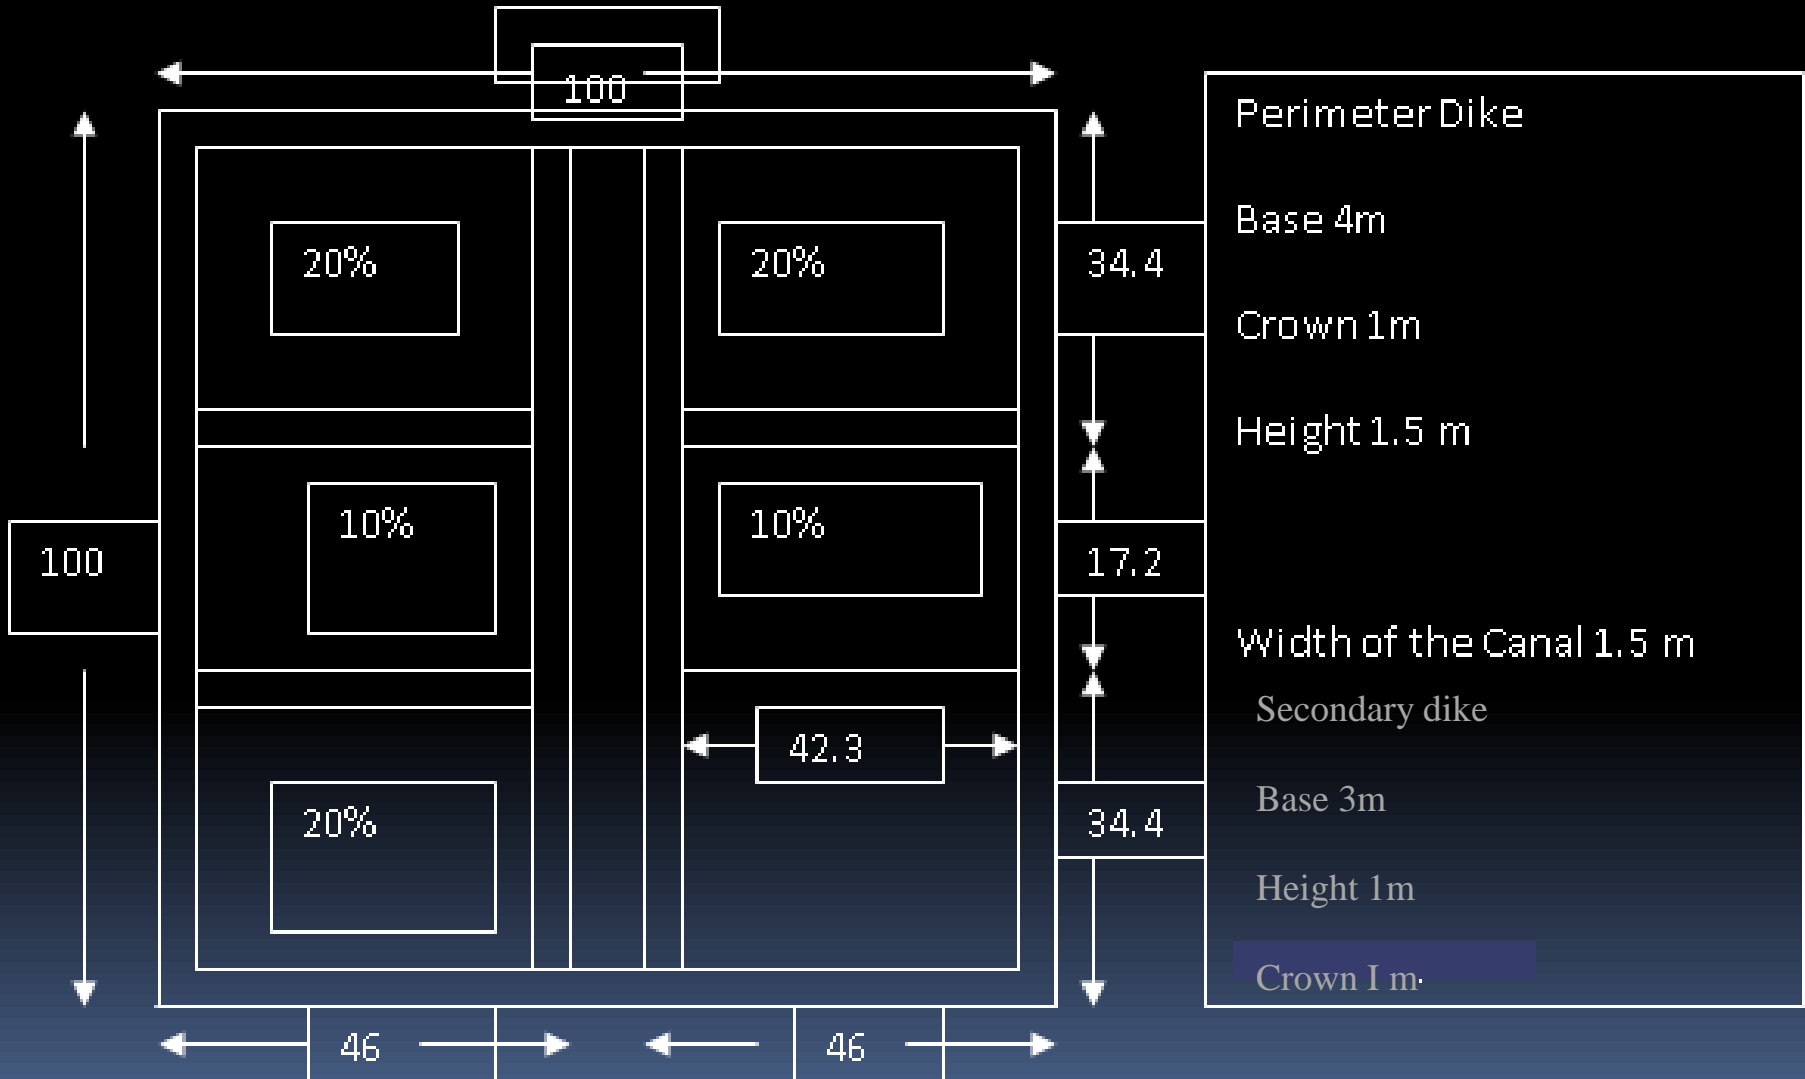 100
Perimeter Dike
20%
20%
34.4
Base 4m
Crown 1m
Height 1.5 m
10%
10%
100
17.2
Width of the Canal 1.5 m
Secondary dike
42.3
Base 3m
20%
34.4
Height 1m
Crown I m.
46
46